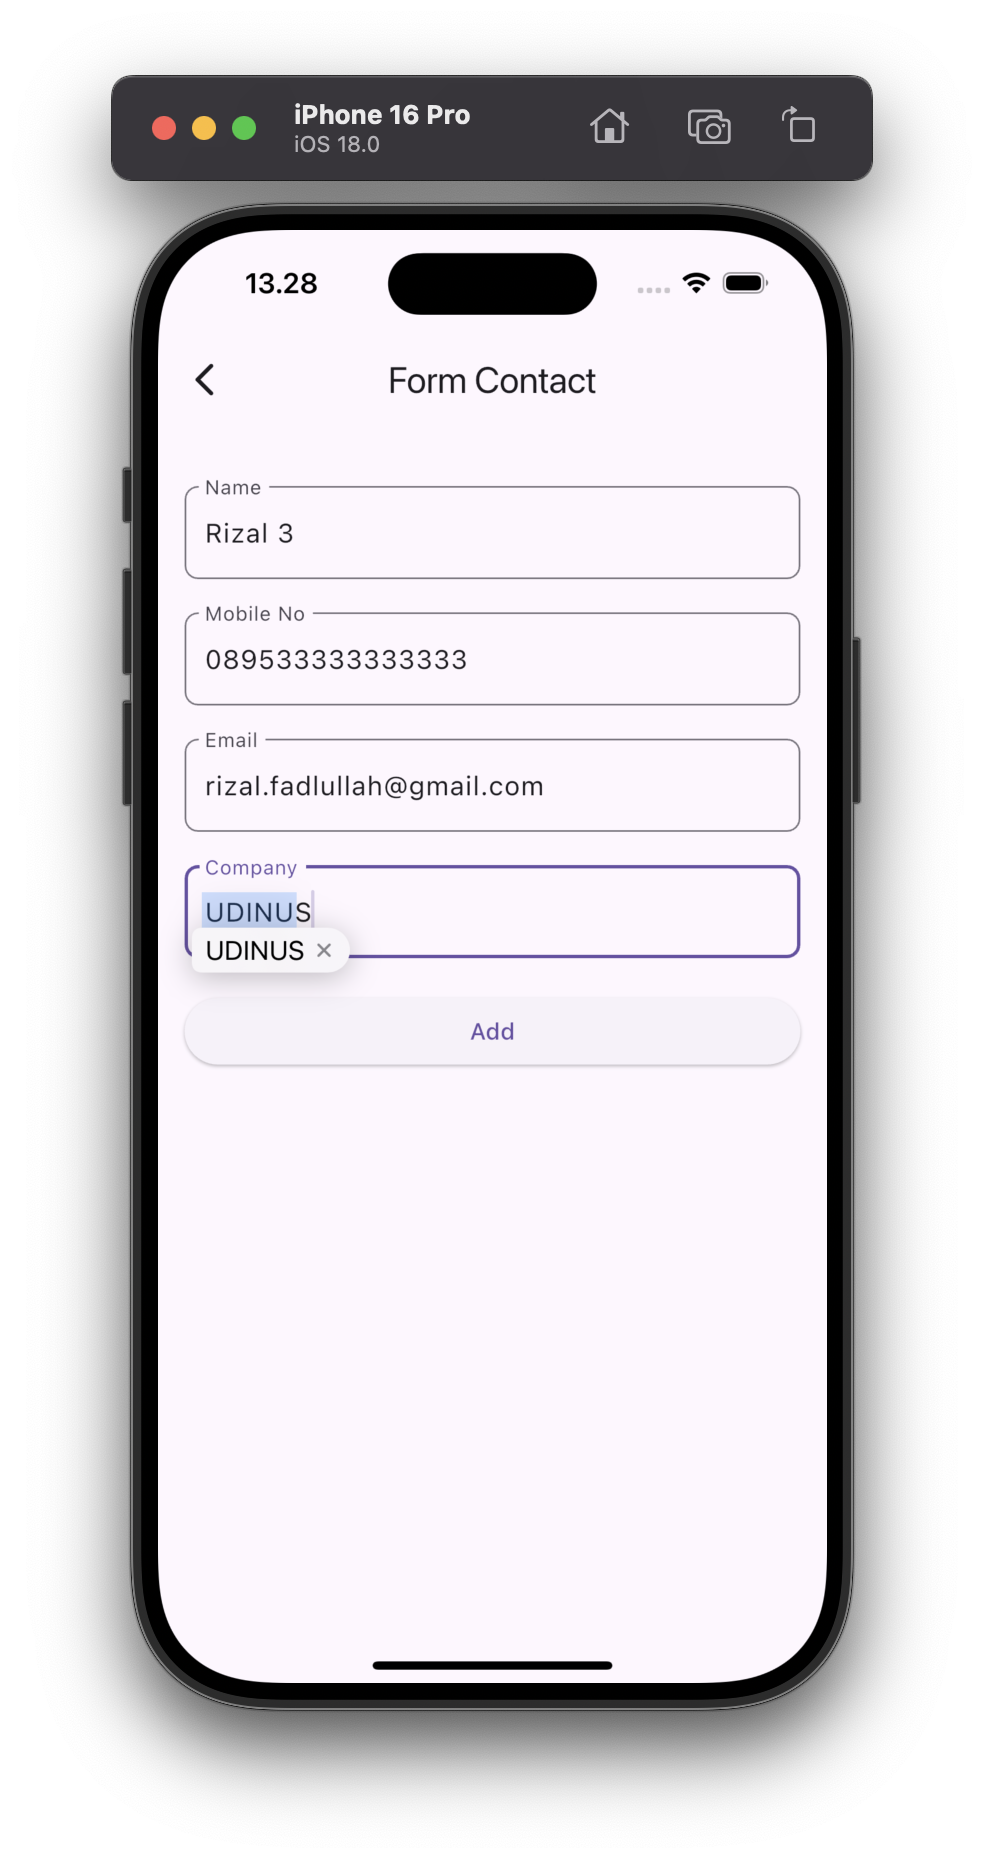 iPhone 16 Pro
iOS 18.0
13.28
Form Contact
Name
Rizal 3
Mobile No
089533333333333
Email
rizal.fadlullah@gmail.com
Company
UDINUS
UDINUS ×
Add